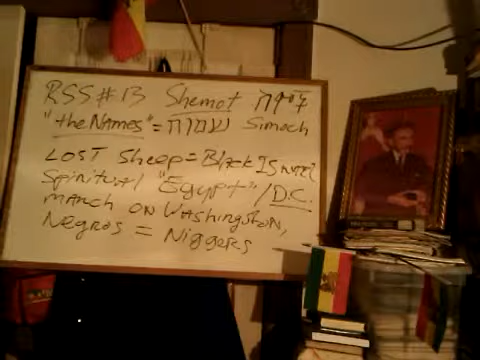 RSS #13 Shemot
"the NAMES" = שמות Simach
LOST Sheep = Black Israel
Spiritual "Egypt" / D.C.
MARCH ON WASHINGTON,
Negros = Niggers